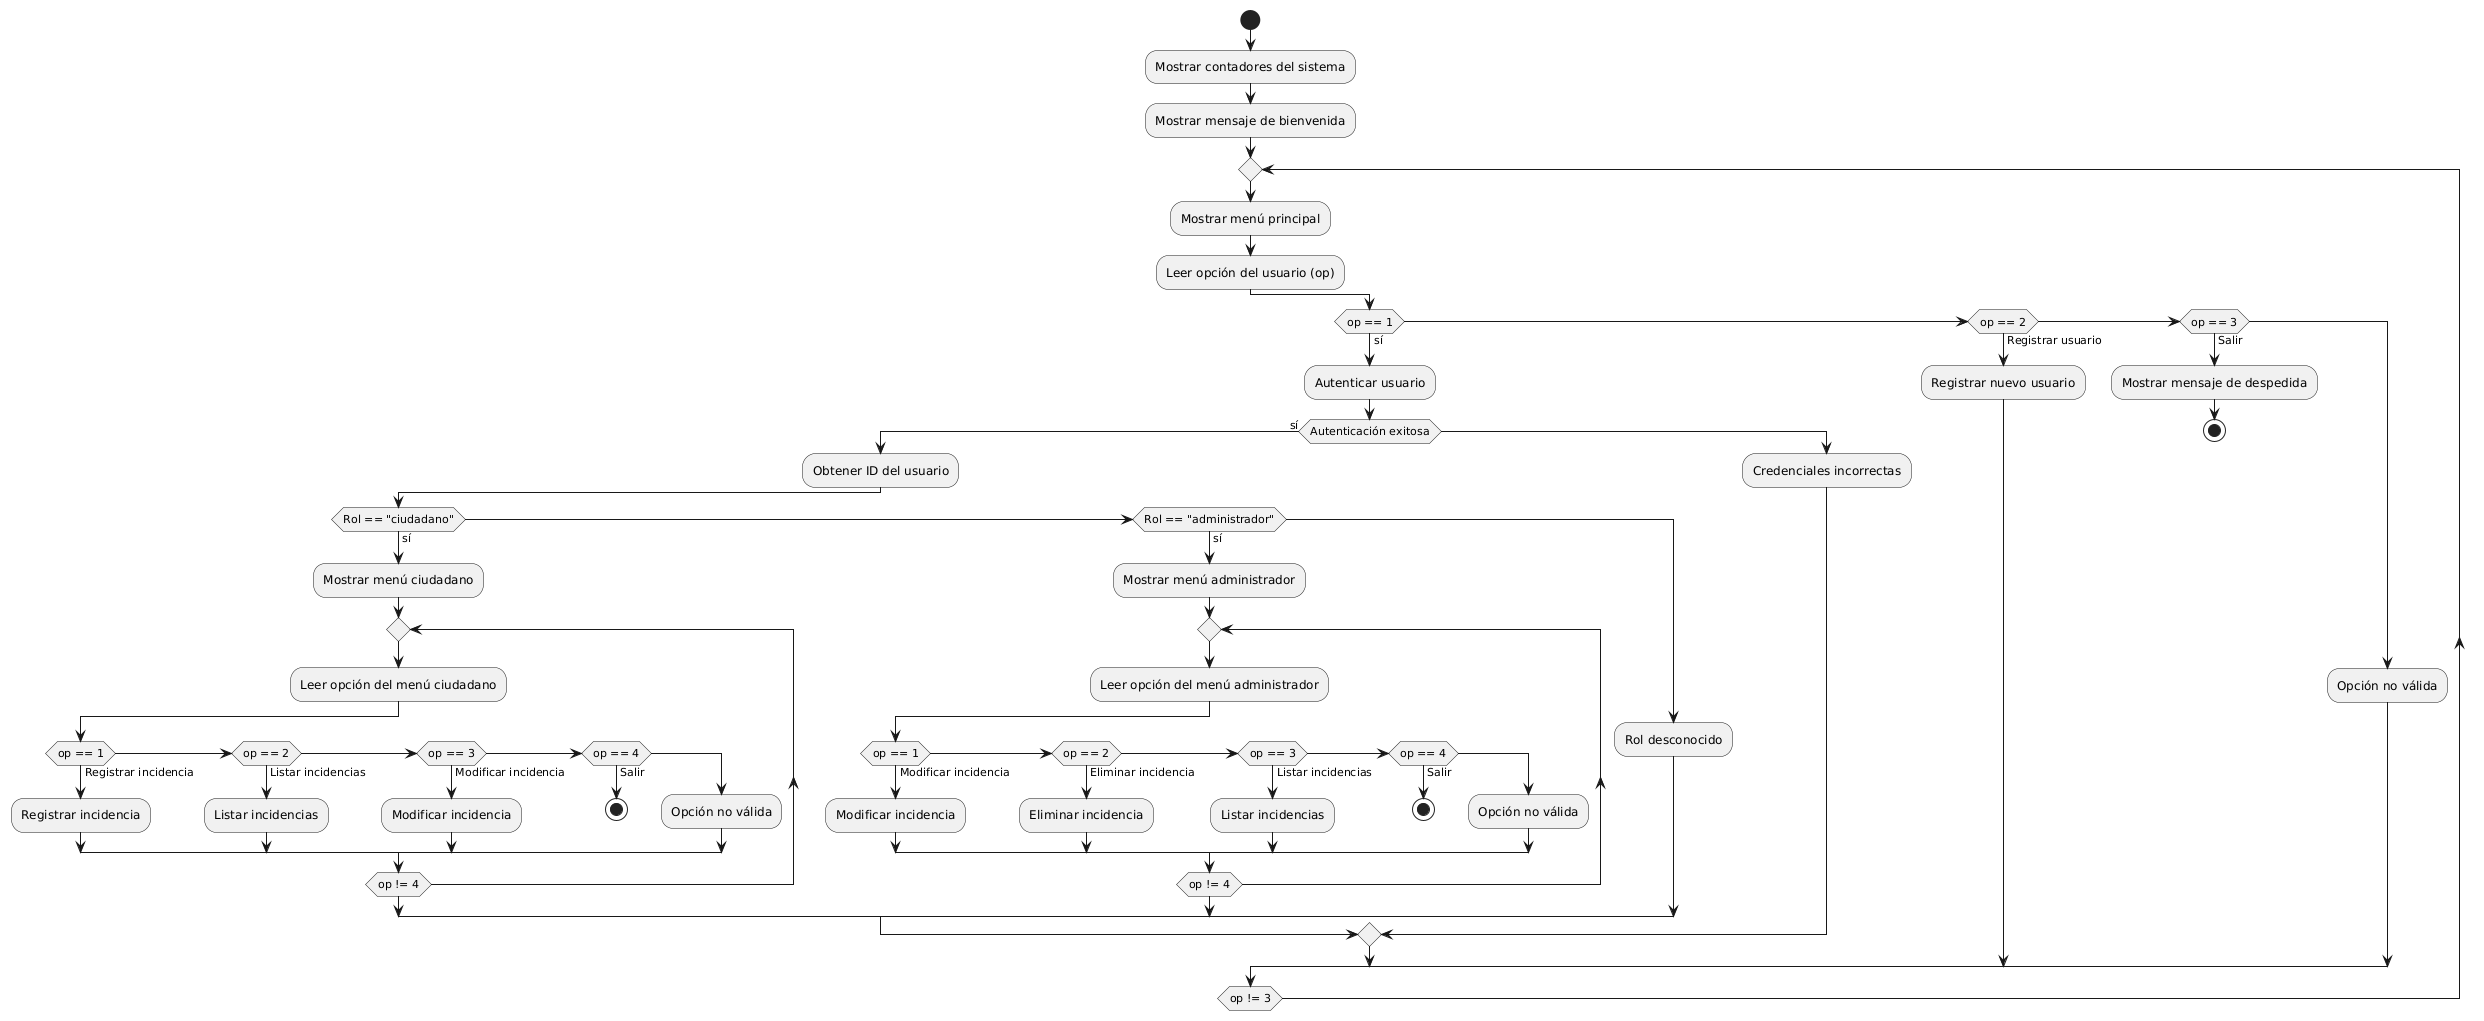 Mostrar contadores del sistema
Mostrar mensaje de bienvenida
Mostrar menú principal
Leer opción del usuario (op)
op == 1
op == 2
op == 3
sí
Registrar usuario
Salir
Autenticar usuario
Registrar nuevo usuario
Mostrar mensaje de despedida
sí
Autenticación exitosa
Obtener ID del usuario
Credenciales incorrectas
Rol == "ciudadano"
Rol == "administrador"
sí
sí
Mostrar menú ciudadano
Mostrar menú administrador
Leer opción del menú ciudadano
Leer opción del menú administrador
Opción no válida
Rol desconocido
op == 1
op == 2
op == 3
op == 4
op == 1
op == 2
op == 3
op == 4
Registrar incidencia
Listar incidencias
Modificar incidencia
Salir
Modificar incidencia
Eliminar incidencia
Listar incidencias
Salir
Registrar incidencia
Listar incidencias
Modificar incidencia
Opción no válida
Modificar incidencia
Eliminar incidencia
Listar incidencias
Opción no válida
op != 4
op != 4
op != 3